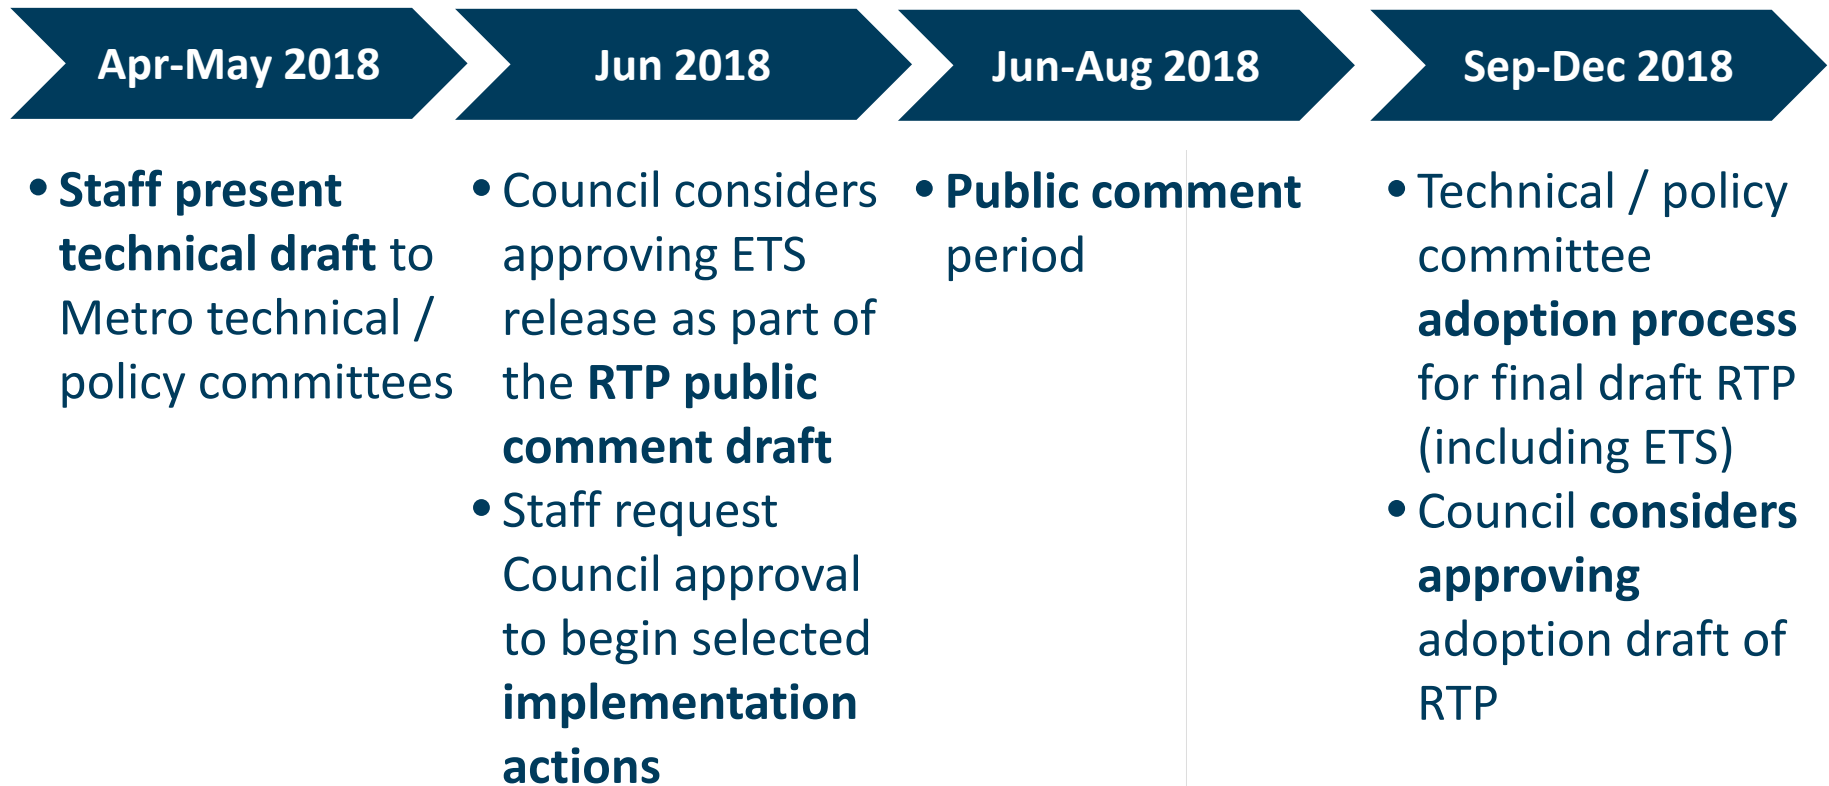 Apr-May 2018
Jun 2018
Jun-Aug 2018
Sep-Dec 2018
• Staff present
technical draft to
Metro technical /
policy committees
• Council considers
approving ETS
release as part of
the RTP public
comment draft
• Staff request
Council approval
to begin selected
implementation
actions
• Public comment
period
• Technical / policy
committee
adoption process
for final draft RTP
(including ETS)
• Council considers
approving
adoption draft of
RTP